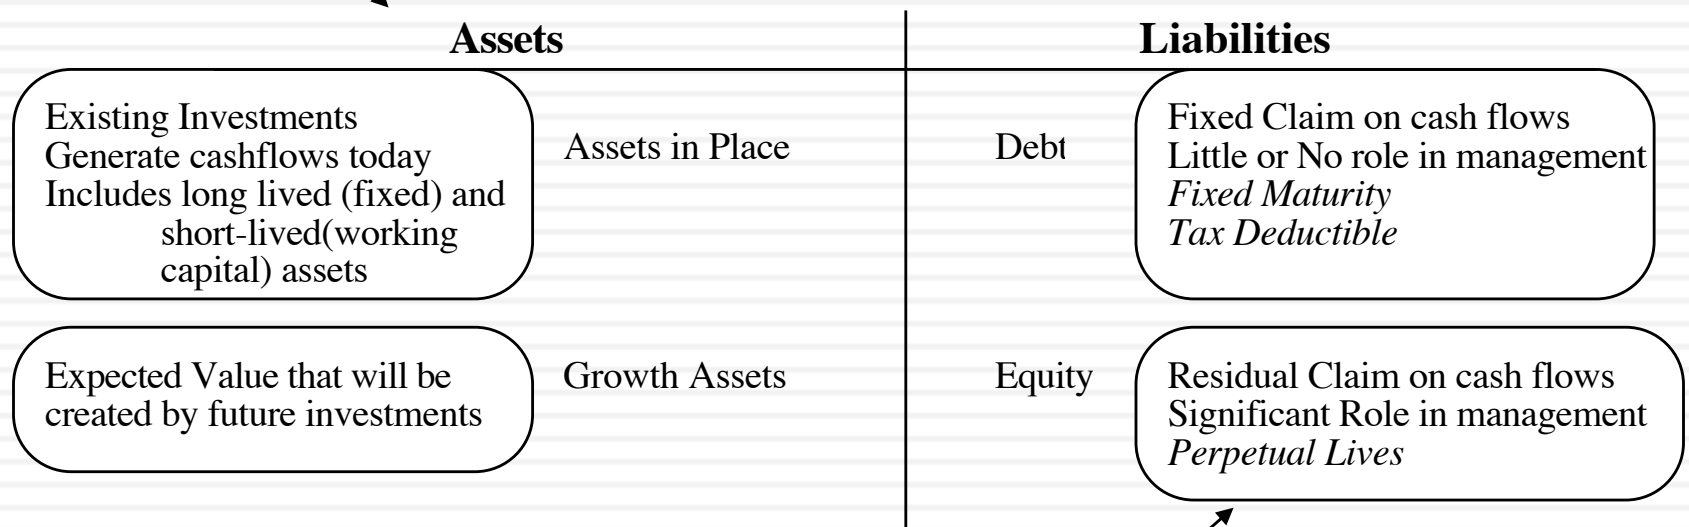 Assets
Liabilities
Existing Investments
Generate cashflows today
Includes long lived (fixed) and
short-lived(working
capital) assets
Assets in Place
Debt
Fixed Claim on cash flows
Little or No role in management
Fixed Maturity
Tax Deductible
Expected Value that will be
created by future investments
Growth Assets
Equity
Residual Claim on cash flows
Significant Role in management
Perpetual Lives